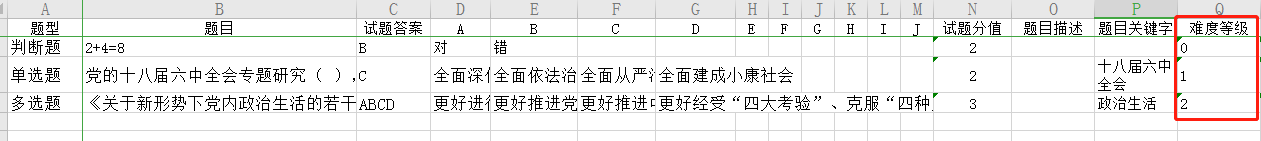 A B C D E F G H I J K L M N O P Q
题型 题目 试题答案 A B C D E F G H I J 试题分值 题目描述 题目关键字 难度等级
判断题 2+4=8 B 对 错 2 0
单选题 党的十八届六中全会专题研究（ ）, C 全面深化 全面依法治 全面从严治 全面建成小康社会 2 十八届六中全会 1
多选题 《关于新形势下党内政治生活的若干 ABCD 更好进行 更好推进党 更好推进中 更好经受“四大考验”、克服“四种 3 政治生活 2